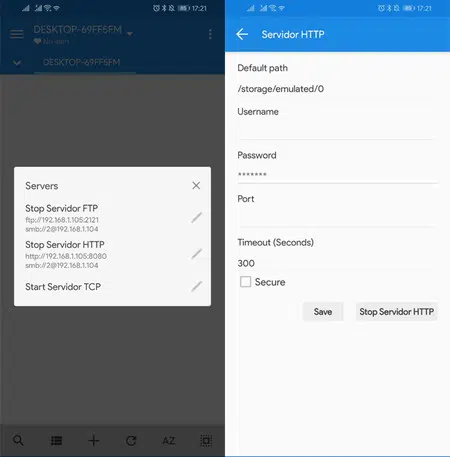 17:21
DESKTOP-69FF5FM
No item
DESKTOP-69FF5FM
Servers
Stop Servidor FTP
ftp://192.168.1.105:2121
smb://2@192.168.1.104
Stop Servidor HTTP
http://192.168.1.105:8080
smb://2@192.168.1.104
Start Servidor TCP
AZ
17:21
Servidor HTTP
Default path
/storage/emulated/0
Username
Password
*******
Port
Timeout (Seconds)
300
Secure
Save
Stop Servidor HTTP